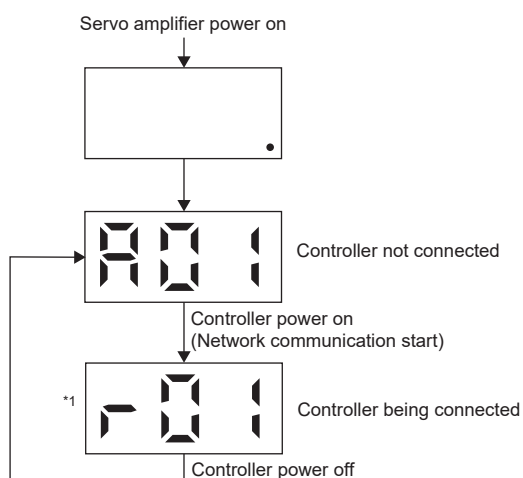 Servo amplifier power on
A01
Controller not connected
Controller power on
(Network communication start)
*1
r01
Controller being connected
Controller power off